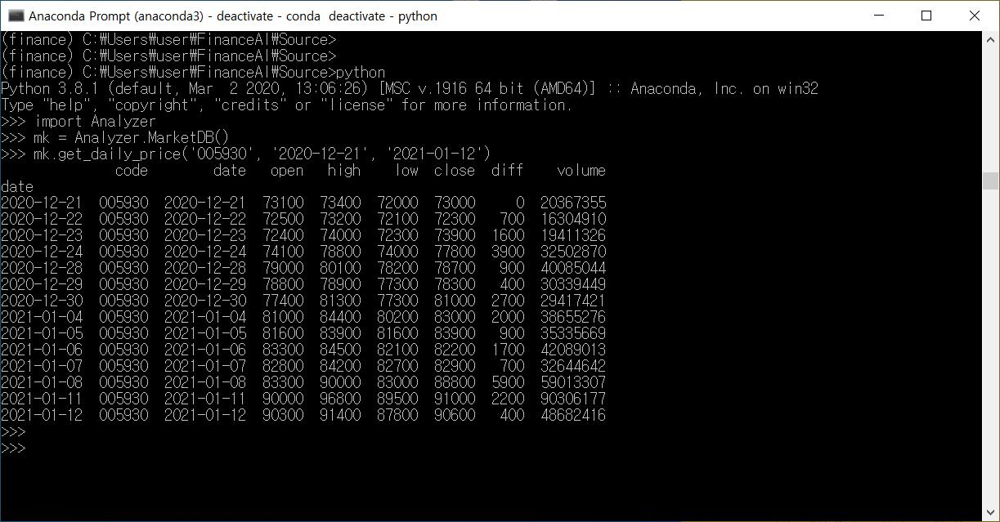 Anaconda Prompt (anaconda3) - deactivate - conda  deactivate - python
(finance) C:₩Users₩user₩FinanceAI₩Source>
(finance) C:₩Users₩user₩FinanceAI₩Source>
(finance) C:₩Users₩user₩FinanceAI₩Source>python
Python 3.8.1 (default, Mar  2 2020, 13:06:26) [MSC v.1916 64 bit (AMD64)] :: Anaconda, Inc. on win32
Type "help", "copyright", "credits" or "license" for more information.
>>> import Analyzer
>>> mk = Analyzer.MarketDB()
>>> mk.get_daily_price('005930', '2020-12-21', '2021-01-12')
              code        date   open   high    low  close  diff    volume
date
2020-12-21  005930  2020-12-21  73100  73400  72000  73000     0  20367355
2020-12-22  005930  2020-12-22  72500  73200  72100  72300   700  16304910
2020-12-23  005930  2020-12-23  72400  74000  72300  73900  1600  19411326
2020-12-24  005930  2020-12-24  74100  78800  74000  77800  3900  32502870
2020-12-28  005930  2020-12-28  79000  80100  78200  78700   900  40085044
2020-12-29  005930  2020-12-29  78800  78900  77300  78300   400  30339449
2020-12-30  005930  2020-12-30  77400  81300  77300  81000  2700  29417421
2021-01-04  005930  2021-01-04  81000  84400  80200  83000  2000  38655276
2021-01-05  005930  2021-01-05  81600  83900  81600  83900   900  35335669
2021-01-06  005930  2021-01-06  83300  84500  82100  82200  1700  42089013
2021-01-07  005930  2021-01-07  82800  84200  82700  82900   700  32644642
2021-01-08  005930  2021-01-08  83300  90000  83000  88800  5900  59013307
2021-01-11  005930  2021-01-11  90000  96800  89500  91000  2200  90306177
2021-01-12  005930  2021-01-12  90300  91400  87800  90600   400  48682416
>>>
>>>